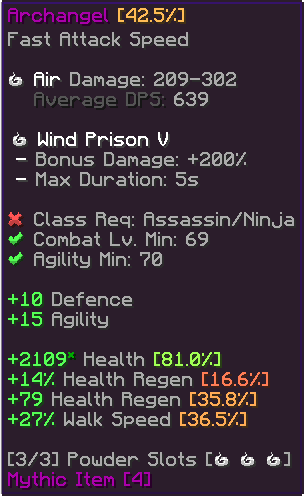 Archangel [42.5%]
Fast Attack Speed
Air Damage: 209-302
Average DPS: 639
Wind Prison V
- Bonus Damage: +200%
- Max Duration: 5s
✖ Class Req: Assassin/Ninja
✔ Combat Lv. Min: 69
✔ Agility Min: 70
+10 Defence
+15 Agility
+2109* Health [81.0%]
+14% Health Regen [16.6%]
+79 Health Regen [35.8%]
+27% Walk Speed [36.5%]
[3/3] Powder Slots [   ]
Mythic Item [4]